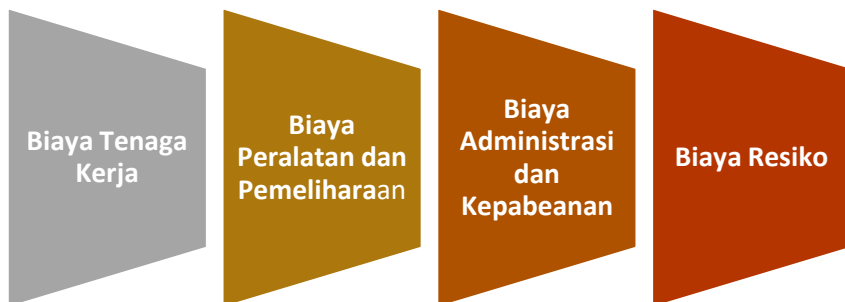 Biaya Tenaga
Kerja
Biaya
Peralatan dan
Pemeliharaan
Biaya
Administrasi
dan
Kepabeanan
Biaya Resiko